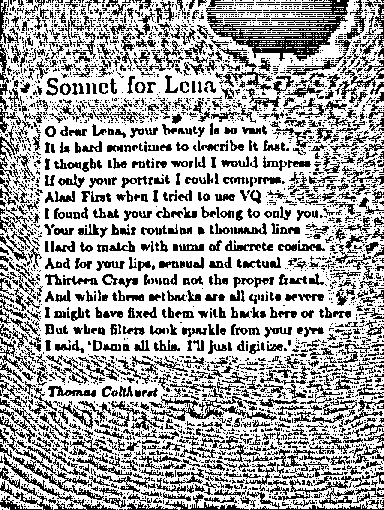 Sonnet for Lena
O dear Lena, your beauty is so vast
It is hard sometimes to describe it fast.
I thought the entire world I would impress
If only your portrait I could compress.
Alas! First when I tried to use VQ
I found that your cheeks belong to only you.
Your silky hair contains a thousand lines
Hard to match with sums of discrete cosines.
And for your lips, sensual and tactual
Thirteen Crays found not the proper fractal.
And while these setbacks are all quite severe
I might have fixed them with hacks here or there
But when filters took sparkle from your eyes
I said, 'Damn all this. I'll just digitize.'
Thomas Colthurst